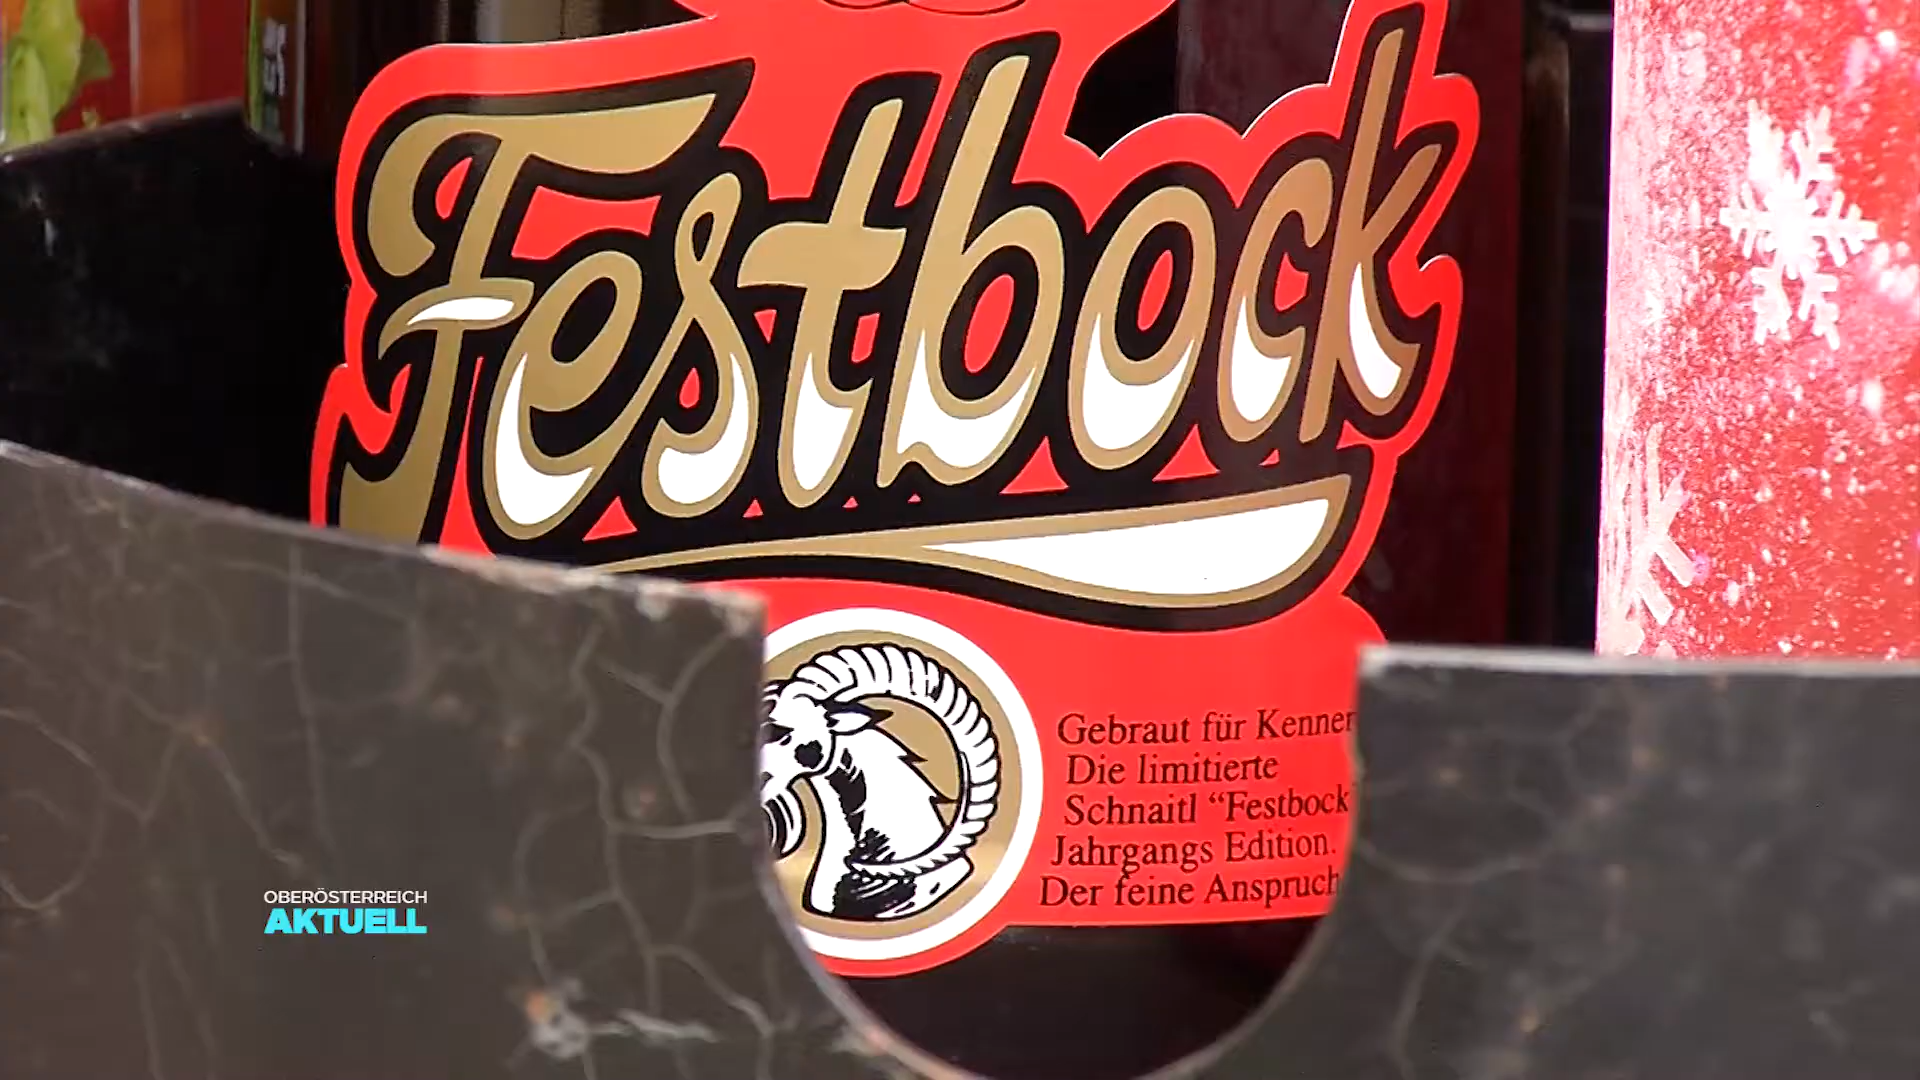 Festbock
Gebraut für Kenner
Die limitierte
Schnaitl “Festbock
Jahrgangs Edition.
Der feine Anspruch
OBERÖSTERREICH
AKTUELL